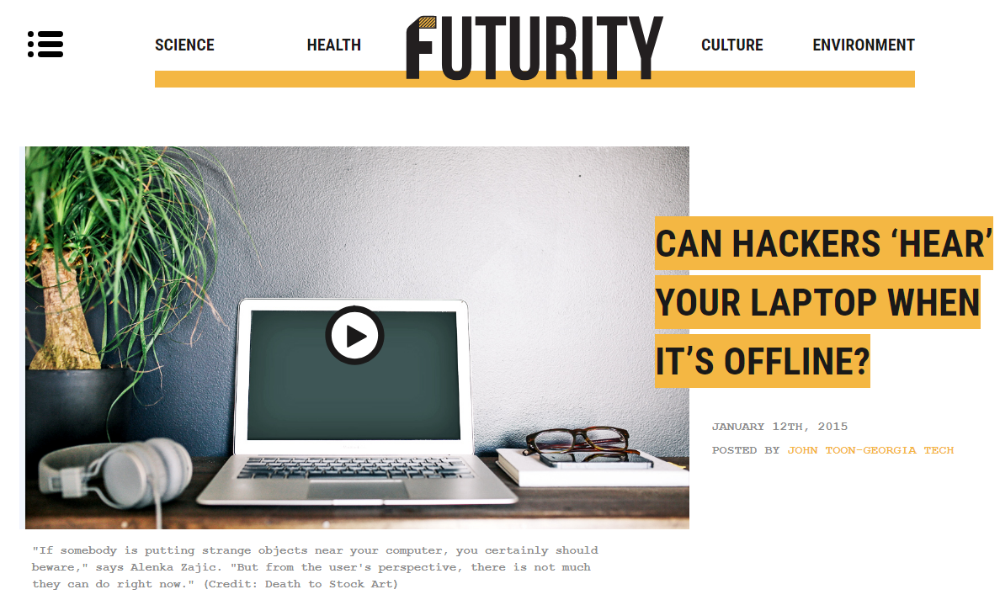 SCIENCE HEALTH FUTURITY CULTURE ENVIRONMENT
CAN HACKERS ‘HEAR’
YOUR LAPTOP WHEN
IT’S OFFLINE?
JANUARY 12TH, 2015
POSTED BY JOHN TOON-GEORGIA TECH
"If somebody is putting strange objects near your computer, you certainly should
beware," says Alenka Zajic. "But from the user's perspective, there is not much
they can do right now." (Credit: Death to Stock Art)